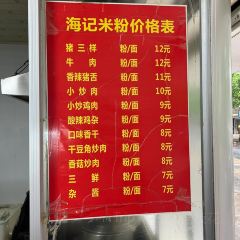 海记米粉价格表
猪三样 粉/面 12元
牛肉 粉/面 12元
香辣猪舌 粉/面 11元
小炒肉 粉/面 10元
小炒鸡肉 粉/面 9元
酸辣鸡杂 粉/面 9元
口味香干 粉/面 8元
干豆角炒肉 粉/面 8元
香菇炒肉 粉/面 8元
三鲜 粉/面 7元
杂酱 粉/面 7元